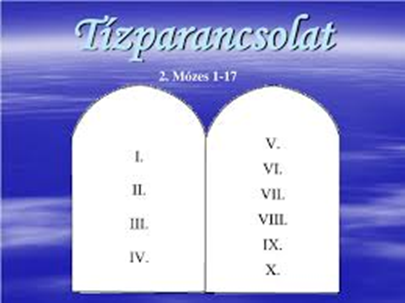 Tízparancsolat
2. Mózes 1-17
I.
II.
III.
IV.
V.
VI.
VII.
VIII.
IX.
X.